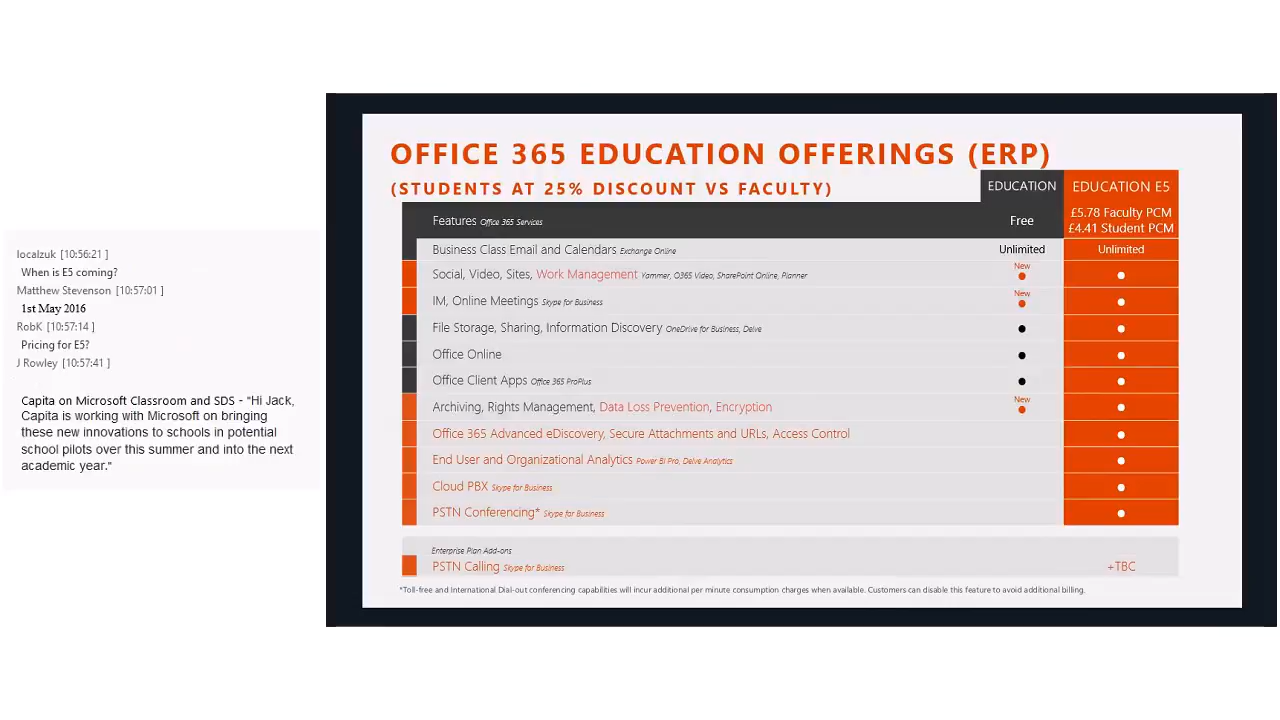 localzuk [10:56:21 ]
When is E5 coming?
Matthew Stevenson [10:57:01 ]
1st May 2016
RobK [10:57:14 ]
Pricing for E5?
J Rowley [10:57:41 ]
Capita on Microsoft Classroom and SDS - "Hi Jack,
Capita is working with Microsoft on bringing
these new innovations to schools in potential
school pilots over this summer and into the next
academic year."
OFFICE 365 EDUCATION OFFERINGS (ERP)
(STUDENTS AT 25% DISCOUNT VS FACULTY)
EDUCATION EDUCATION E5
Features Office 365 Services Free £5.78 Faculty PCM
£4.41 Student PCM
Business Class Email and Calendars Exchange Online Unlimited Unlimited
Social, Video, Sites, Work Management Yammer, O365 Video, SharePoint Online, Planner New
IM, Online Meetings Skype for Business New
File Storage, Sharing, Information Discovery OneDrive for Business, Delve
Office Online
Office Client Apps Office 365 ProPlus
Archiving, Rights Management, Data Loss Prevention, Encryption New
Office 365 Advanced eDiscovery, Secure Attachments and URLs, Access Control
End User and Organizational Analytics Power BI Pro, Delve Analytics
Cloud PBX Skype for Business
PSTN Conferencing* Skype for Business
Enterprise Plan Add-ons
PSTN Calling Skype for Business +TBC
*Toll-free and International Dial-out conferencing capabilities will incur additional per minute consumption charges when available. Customers can disable this feature to avoid additional billing.